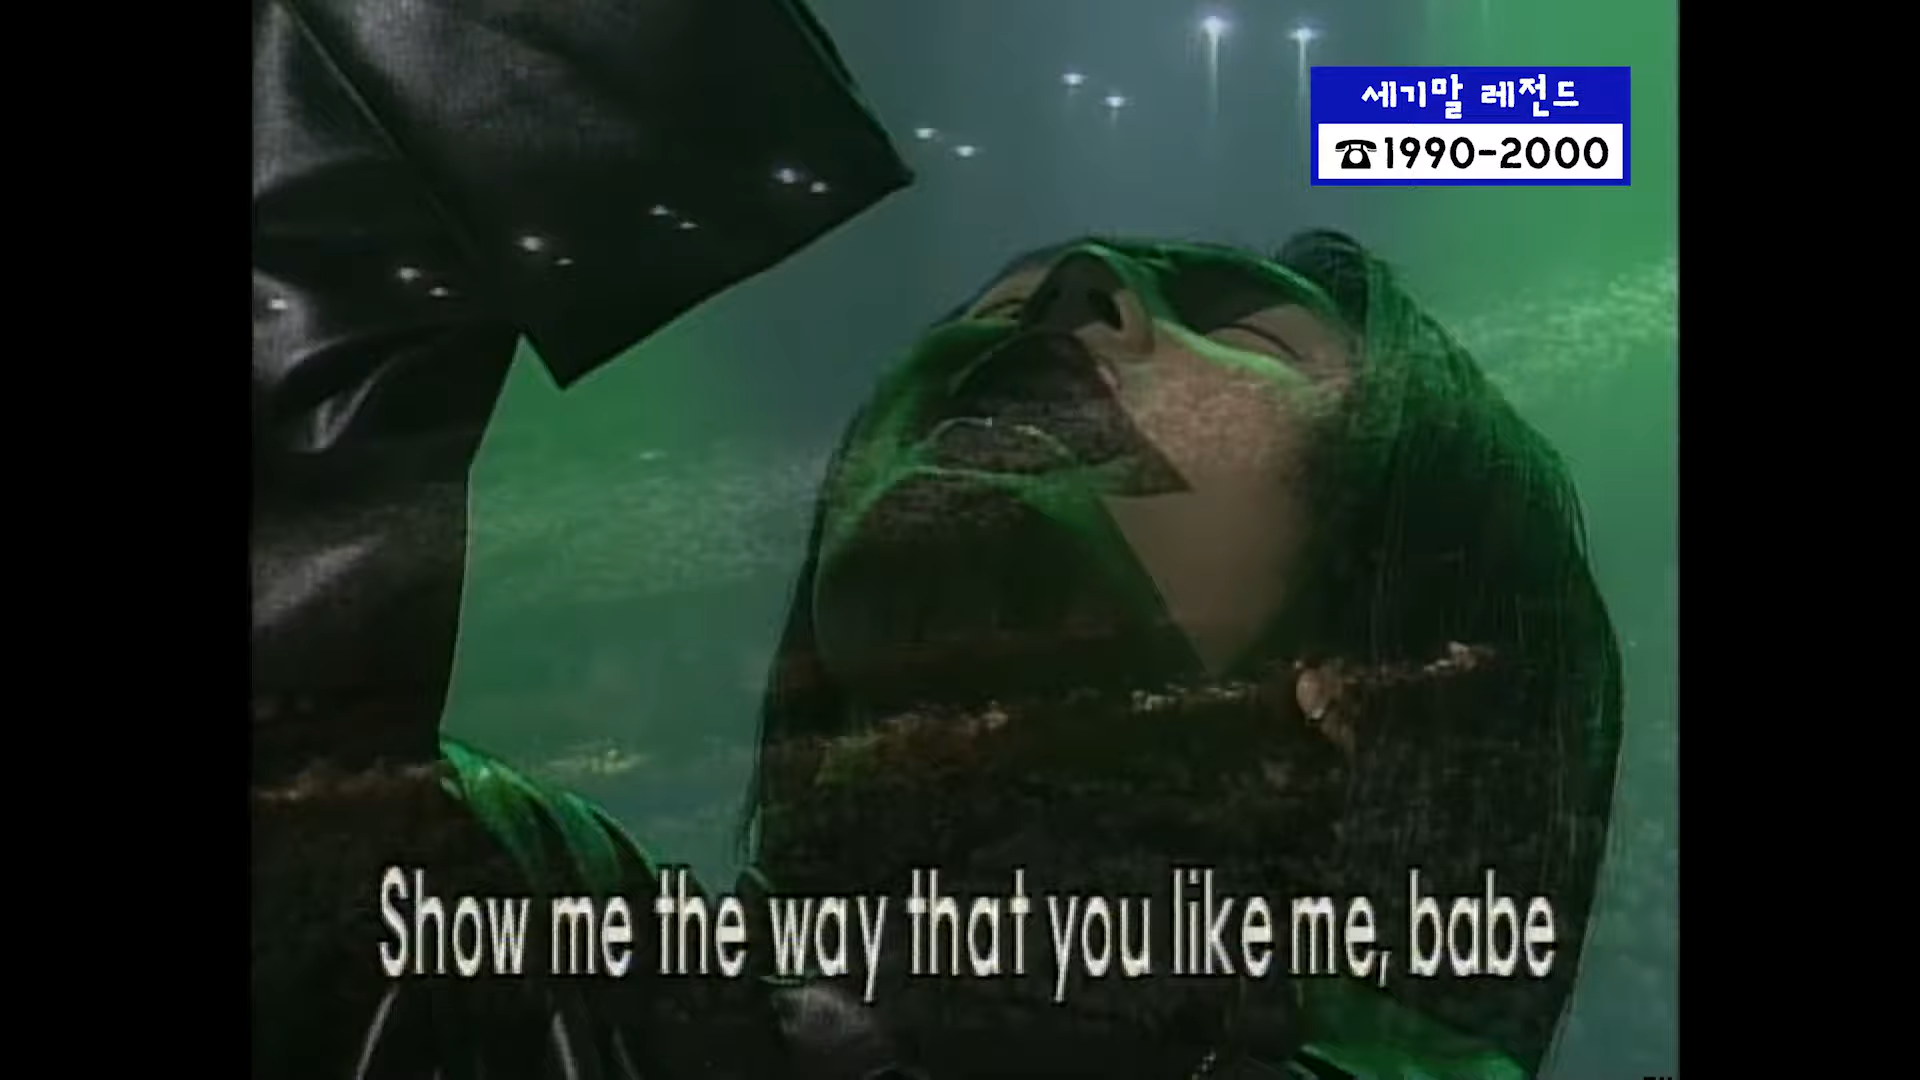 세기말 레전드
☎1990-2000
Show me the way that you like me, babe